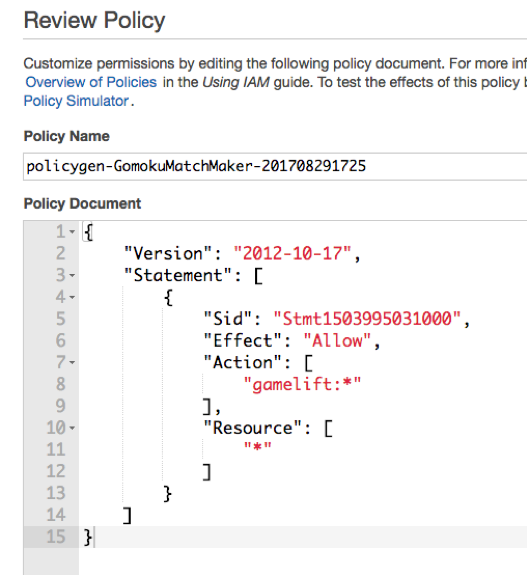 Review Policy
Customize permissions by editing the following policy document. For more inf
Overview of Policies in the Using IAM guide. To test the effects of this policy b
Policy Simulator.
Policy Name
policygen-GomokuMatchMaker-201708291725
Policy Document
1 {
2 "Version": "2012-10-17",
3 "Statement": [
4 {
5 "Sid": "Stmt1503995031000",
6 "Effect": "Allow",
7 "Action": [
8 "gamelift:*"
9 ],
10 "Resource": [
11 "*"
12 ]
13 }
14 ]
15 }